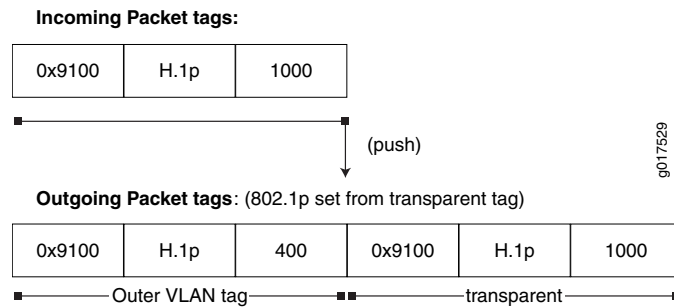 Incoming Packet tags:
0x9100 H.1p 1000
(push)
g017529
Outgoing Packet tags: (802.1p set from transparent tag)
0x9100 H.1p 400 0x9100 H.1p 1000
Outer VLAN tag transparent